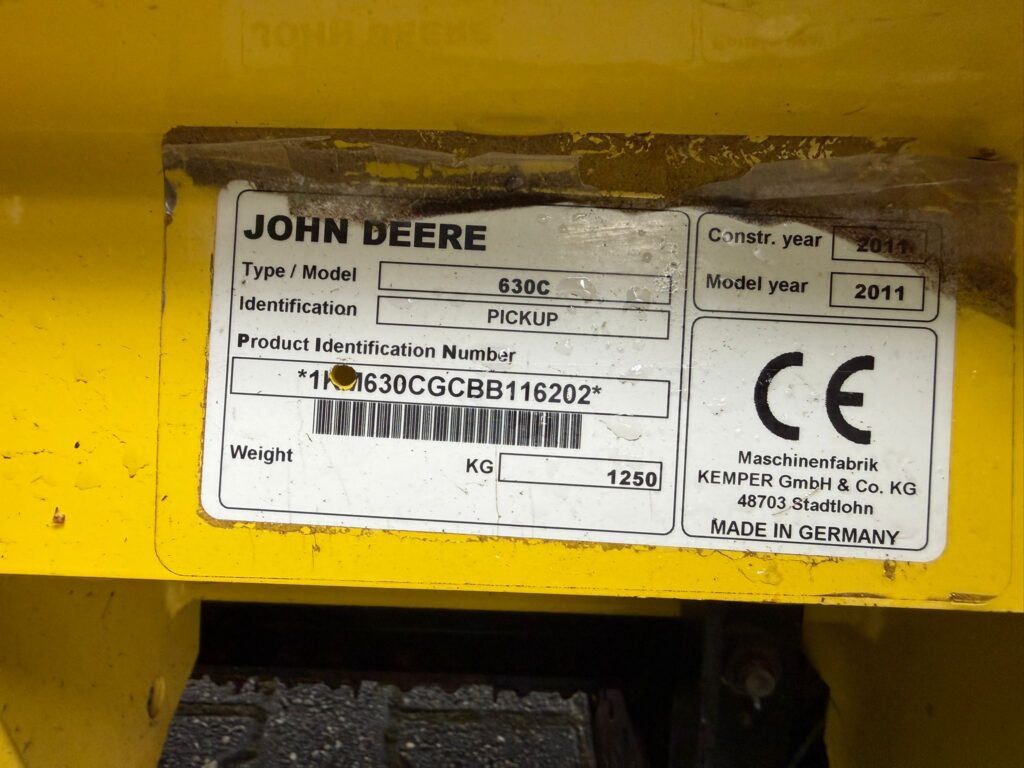 JOHN DEERE
Type / Model 630C
Identification PICKUP
Product Identification Number
Weight KG 1250
Constr. year 2011
Model year 2011
CE
Maschinenfabrik
KEMPER GmbH & Co. KG
48703 Stadtlohn
MADE IN GERMANY